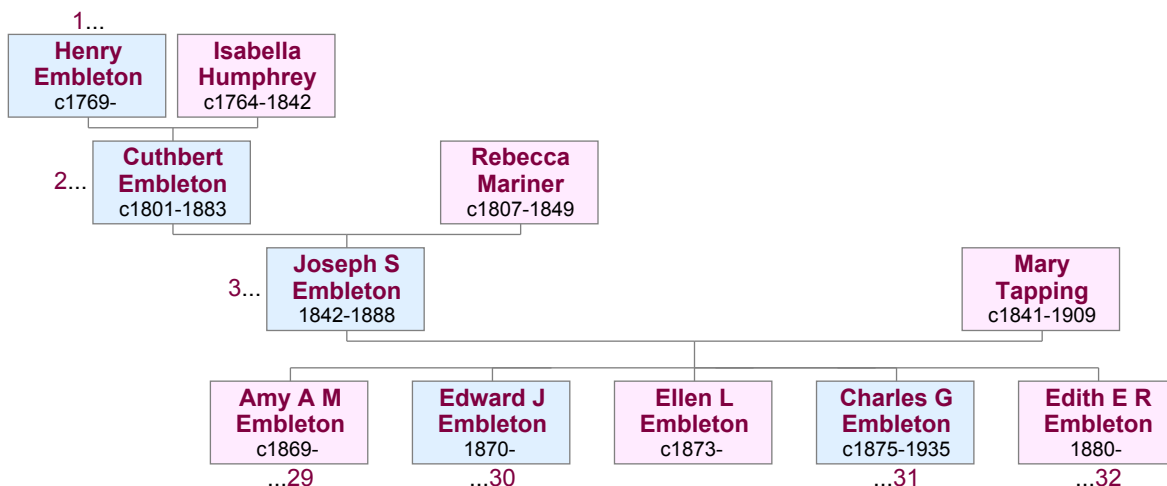 1...
Henry
Embleton
c1769-
Isabella
Humphrey
c1764-1842
2...
Cuthbert
Embleton
c1801-1883
Rebecca
Mariner
c1807-1849
3...
Joseph S
Embleton
1842-1888
Mary
Tapping
c1841-1909
Amy A M
Embleton
c1869-
...29
Edward J
Embleton
1870-
...30
Ellen L
Embleton
c1873-
Charles G
Embleton
c1875-1935
...31
Edith E R
Embleton
1880-
...32